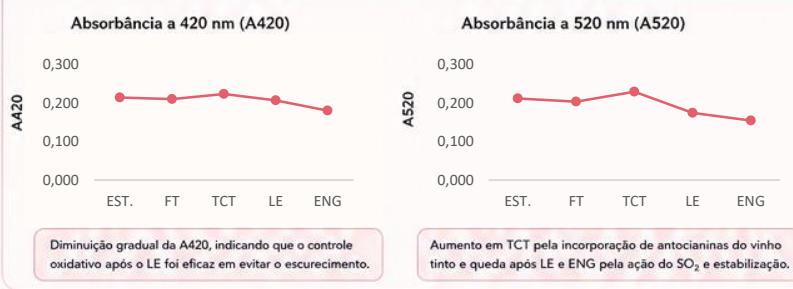 Absorbância a 420 nm (A420)
0,300
0,200
0,100
0,000
AA20
EST. FT TCT LE ENG
Diminuição gradual da A420, indicando que o controle
oxidativo após o LE foi eficaz em evitar o escurecimento.
Absorbância a 520 nm (A520)
0,300
0,200
0,100
0,000
A520
EST. FT TCT LE ENG
Aumento em TCT pela incorporação de antocianinas do vinho
tinto e queda após LE e ENG pela ação do SO₂ e estabilização.